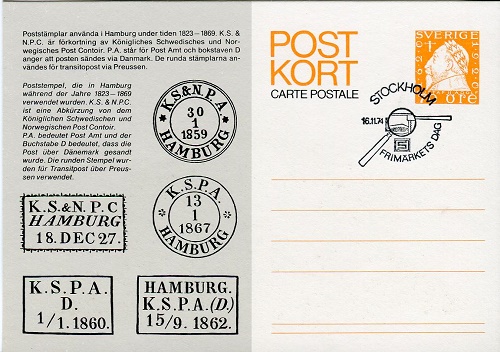 Poststämplar använda i Hamburg under tiden 1823–1869. K.S. &
N.P.C. är förkortning av Königliches Schwedisches und Nor-
wegisches Post Contoir. P.A. står för Post Amt och bokstaven D
anger att posten sändes via Danmark. De runda stämplarna an-
vändes för transitopost via Preussen.
Poststempel, die in Hamburg
während der Jahre 1823–1869
verwendet wurden. K.S. & N.P.C.
ist eine Abkürzung von dem
Königlichen Schwedischen und
Norwegischen Post Contoir.
P.A. bedeutet Post Amt und der
Buchstabe D bedeutet, dass die
Post über Dänemark gesandt
wurde. Die runden Stempel wur-
den für Transitpost über Preus-
sen verwendet.
K.S.&N.P.A
30
1
1859
HAMBURG
K.S.&N.P.C
HAMBURG
18.DEC 27.
K.S.P.A.
13
1
1867
HAMBURG
K.S.P.A.
D.
1/1.1860.
HAMBURG.
K.S.P.A.(D.)
15/9.1862.
POST
KORT
CARTE POSTALE
SVERIGE
1920
ÖRE
STOCKHOLM
16.11.74
FRIMÄRKETS DAG